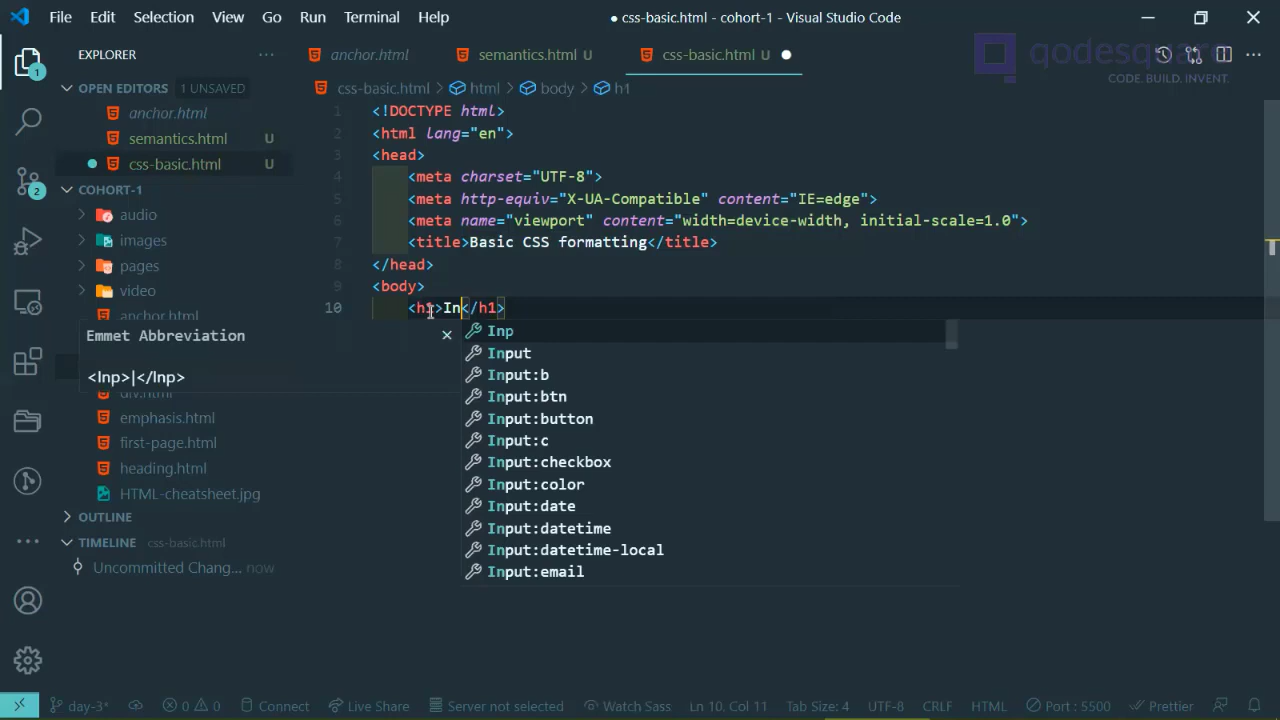 File Edit Selection View Go Run Terminal Help
● css-basic.html - cohort-1 - Visual Studio Code
EXPLORER
anchor.html semantics.html U css-basic.html U
qodesquare
CODE. BUILD. INVENT.
OPEN EDITORS 1 UNSAVED
anchor.html
semantics.html U
css-basic.html U
COHORT-1
audio
images
pages
video
anchor.html
div.html
emphasis.html
first-page.html
heading.html
HTML-cheatsheet.jpg
OUTLINE
TIMELINE css-basic.html
Uncommitted Chang... now
1
2
css-basic.html html body h1
1 <!DOCTYPE html>
2 <html lang="en">
3 <head>
4 <meta charset="UTF-8">
5 <meta http-equiv="X-UA-Compatible" content="IE=edge">
6 <meta name="viewport" content="width=device-width, initial-scale=1.0">
7 <title>Basic CSS formatting</title>
8 </head>
9 <body>
10 <h1>In</h1>
Emmet Abbreviation
<Inp>|</Inp>
Inp
Input
Input:b
Input:btn
Input:button
Input:c
Input:checkbox
Input:color
Input:date
Input:datetime
Input:datetime-local
Input:email
day-3* 0 0 Connect Live Share Server not selected Watch Sass Ln 10, Col 11 Tab Size: 4 UTF-8 CRLF HTML Port : 5500 Prettier